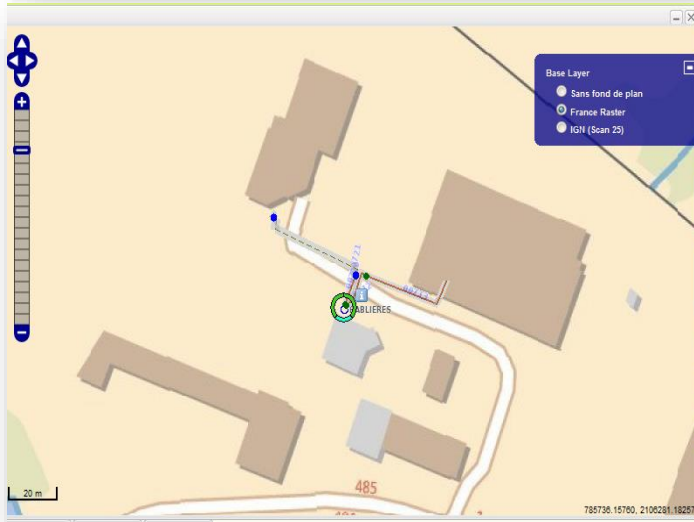 Base Layer
Sans fond de plan
France Raster
IGN (Scan 25)
ABLIERES
485
20 m
785736.15760, 2106281.1825